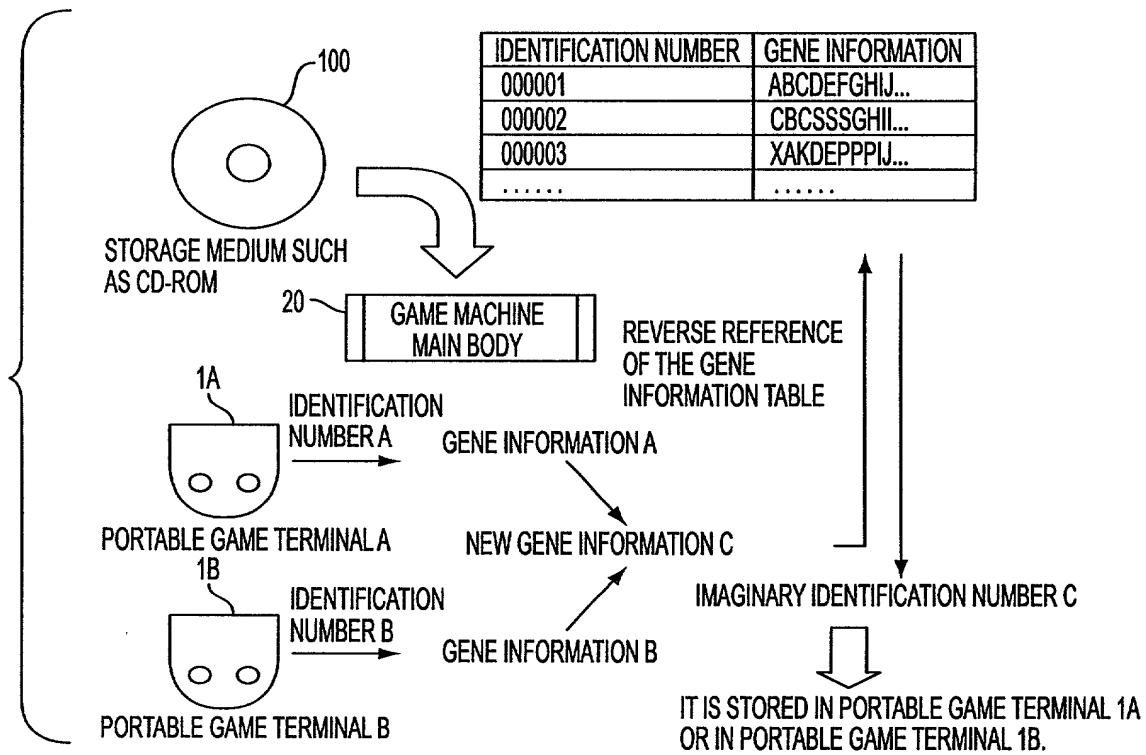 IDENTIFICATION NUMBER GENE INFORMATION
000001 ABCDEFGHIJ...
000002 CBCSSSGHII...
000003 XAKDEPPPIJ...
...... ......
100
STORAGE MEDIUM SUCH
AS CD-ROM
20
GAME MACHINE
MAIN BODY
REVERSE REFERENCE
OF THE GENE
INFORMATION TABLE
1A
IDENTIFICATION
NUMBER A
GENE INFORMATION A
PORTABLE GAME TERMINAL A
NEW GENE INFORMATION C
1B
IDENTIFICATION
NUMBER B
GENE INFORMATION B
PORTABLE GAME TERMINAL B
IMAGINARY IDENTIFICATION NUMBER C
IT IS STORED IN PORTABLE GAME TERMINAL 1A
OR IN PORTABLE GAME TERMINAL 1B.